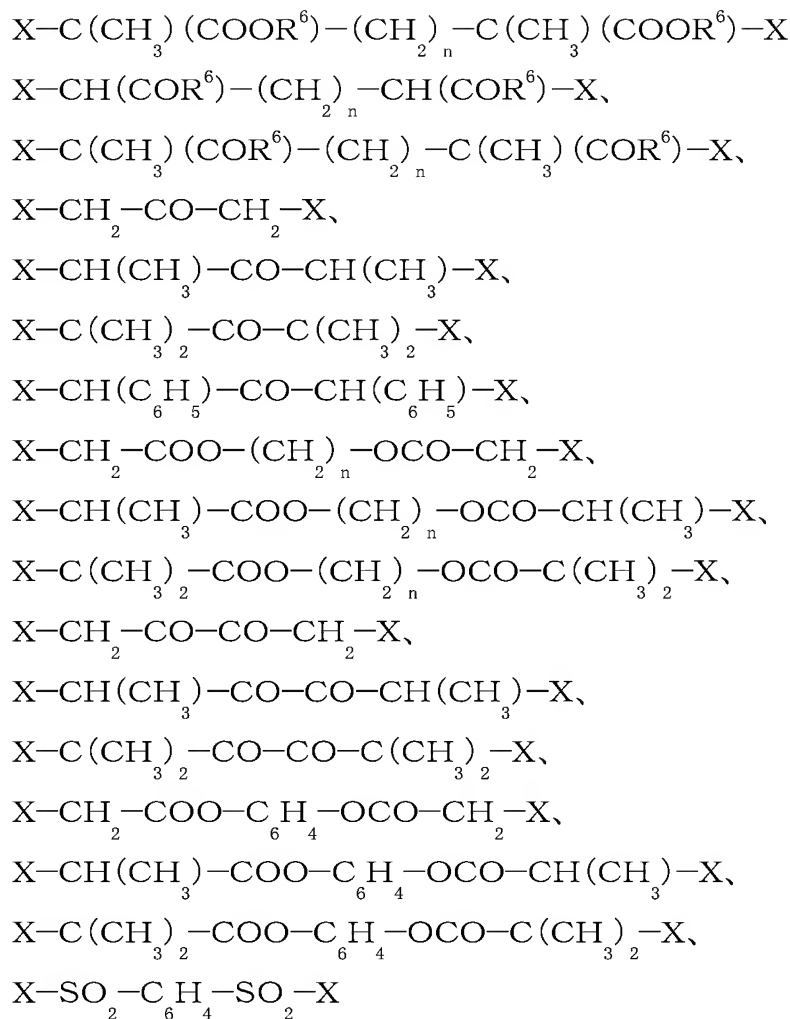 X−C(CH₃)(COOR⁶)−(CH₂)ₙ−C(CH₃)(COOR⁶)−X
X−CH(COR⁶)−(CH₂)ₙ−CH(COR⁶)−X、
X−C(CH₃)(COR⁶)−(CH₂)ₙ−C(CH₃)(COR⁶)−X、
X−CH₂−CO−CH₂−X、
X−CH(CH₃)−CO−CH(CH₃)−X、
X−C(CH₃)₂−CO−C(CH₃)₂−X、
X−CH(C₆H₅)−CO−CH(C₆H₅)−X、
X−CH₂−COO−(CH₂)ₙ−OCO−CH₂−X、
X−CH(CH₃)−COO−(CH₂)ₙ−OCO−CH(CH₃)−X、
X−C(CH₃)₂−COO−(CH₂)ₙ−OCO−C(CH₃)₂−X、
X−CH₂−CO−CO−CH₂−X、
X−CH(CH₃)−CO−CO−CH(CH₃)−X、
X−C(CH₃)₂−CO−CO−C(CH₃)₂−X、
X−CH₂−COO−C₆H₄−OCO−CH₂−X、
X−CH(CH₃)−COO−C₆H₄−OCO−CH(CH₃)−X、
X−C(CH₃)₂−COO−C₆H₄−OCO−C(CH₃)₂−X、
X−SO₂−C₆H₄−SO₂−X